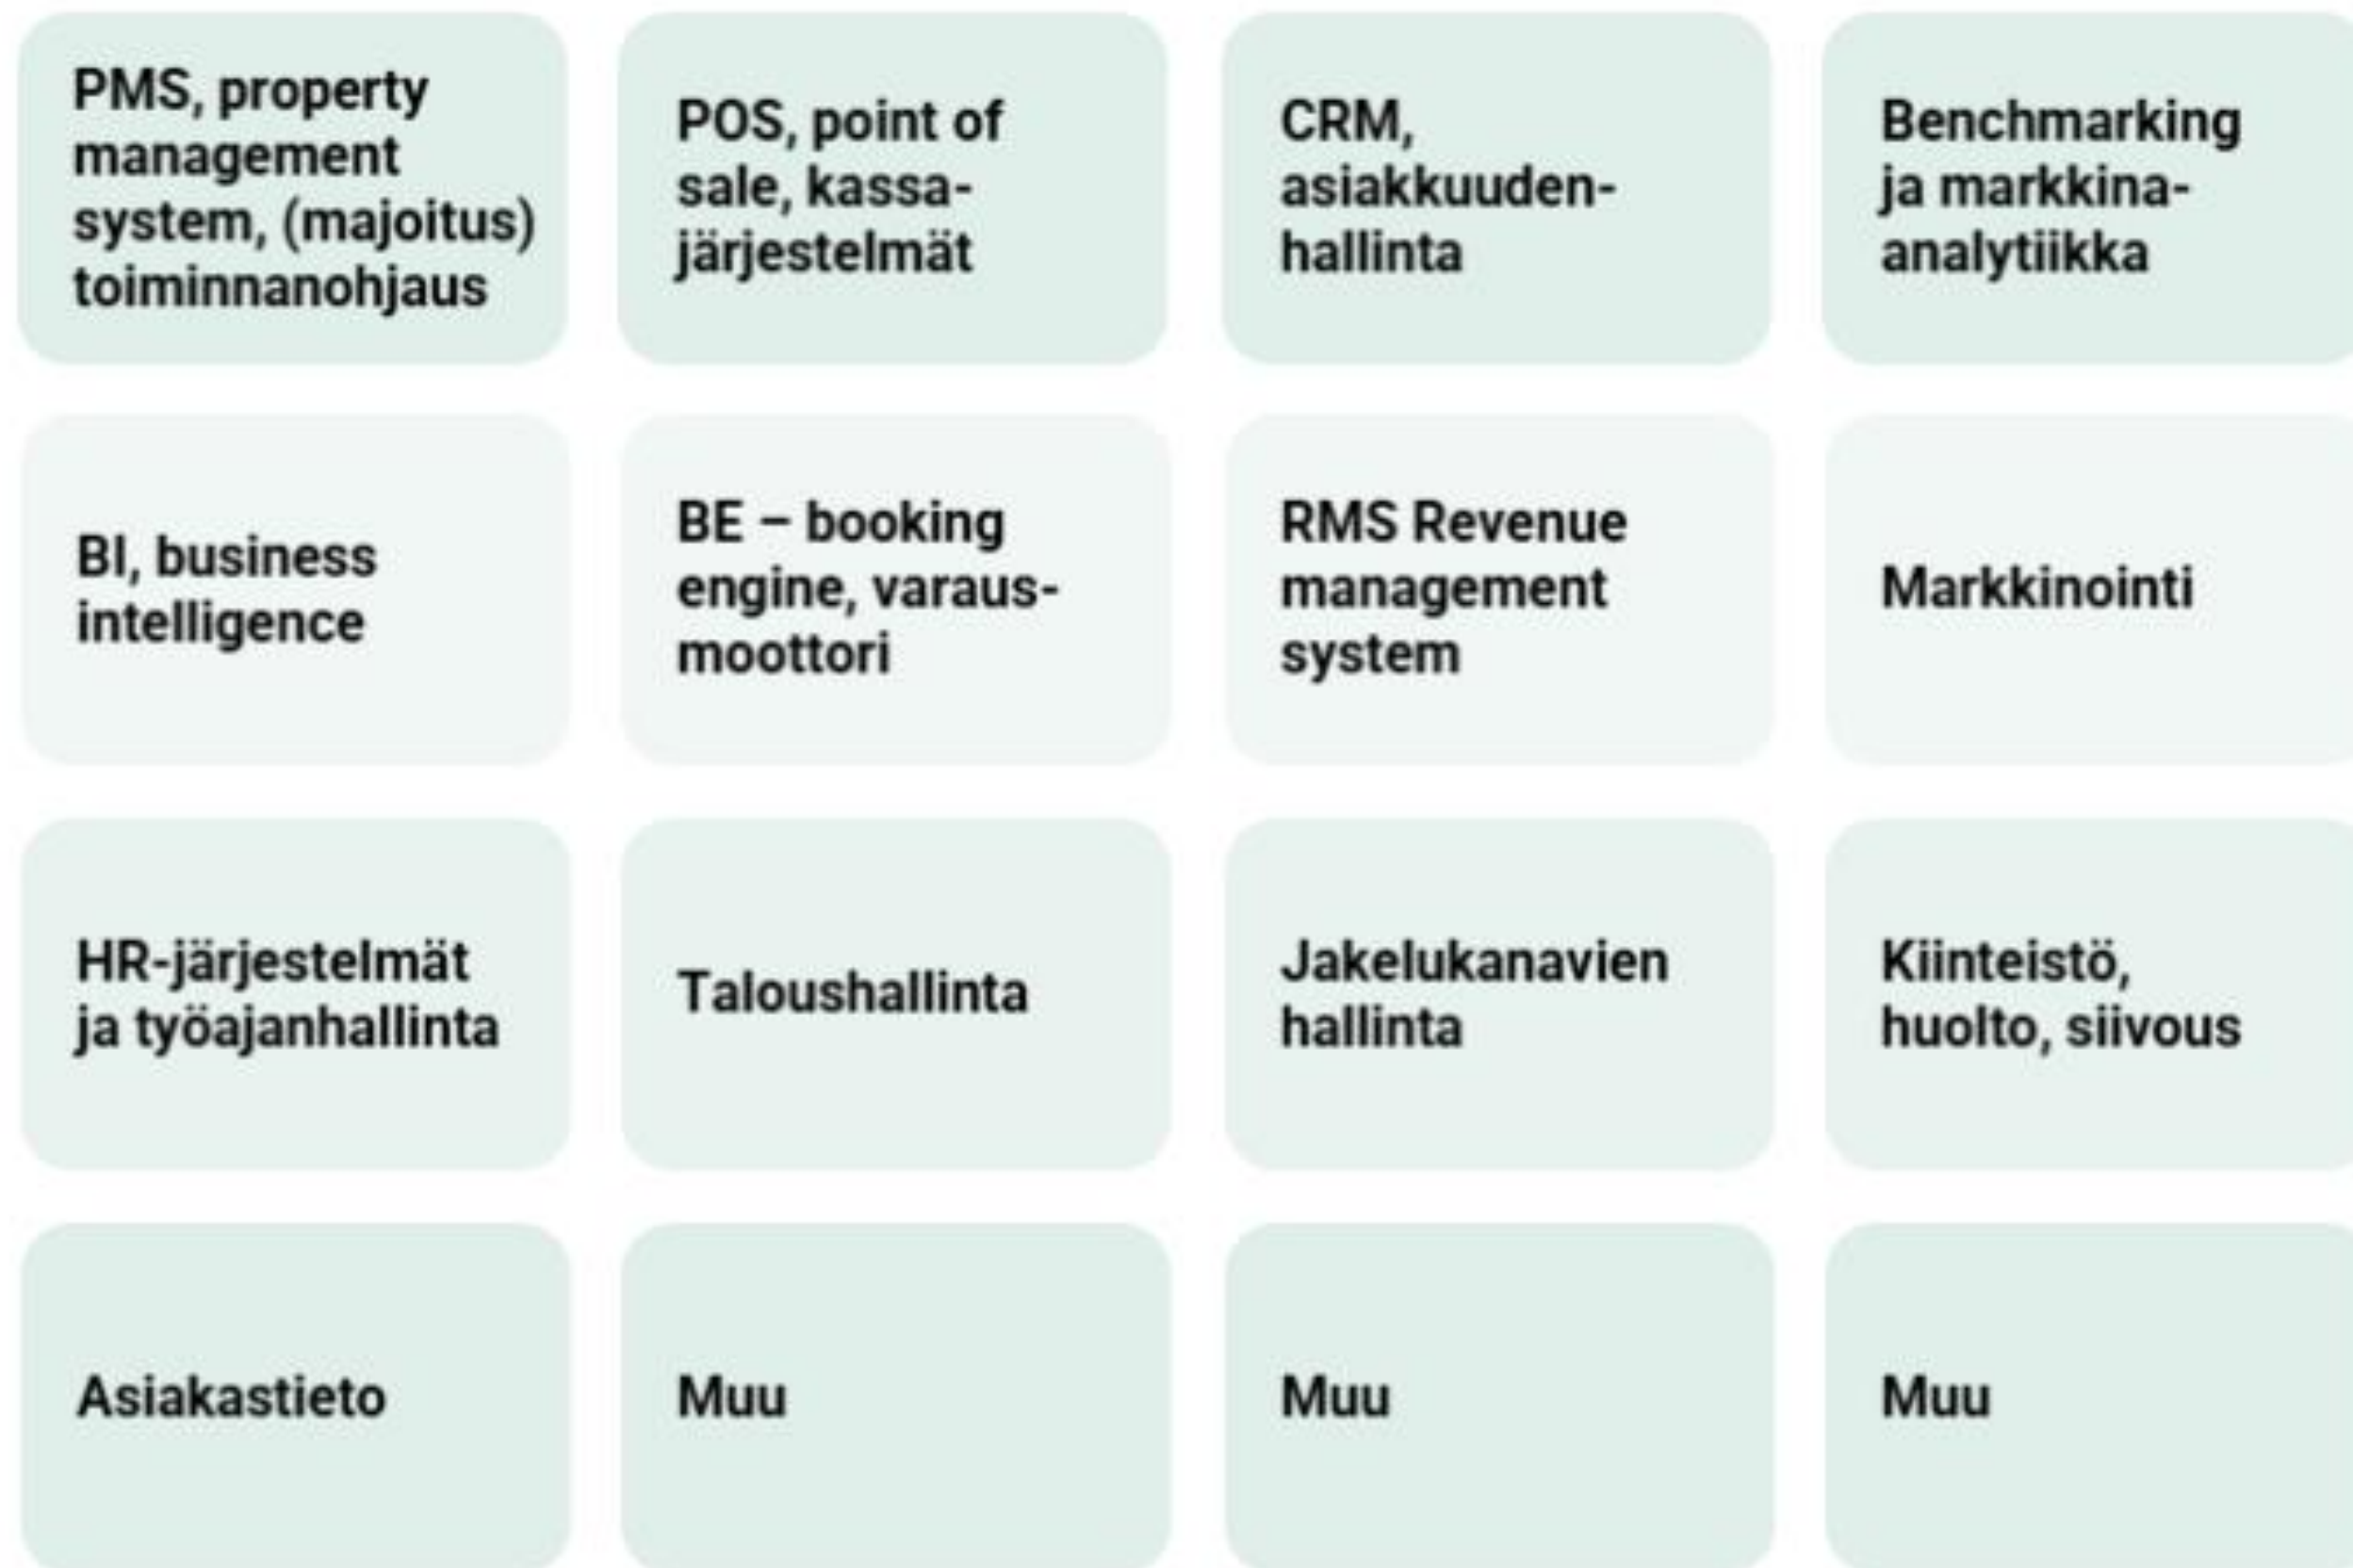 PMS, property
management
system, (majoitus)
toiminnanohjaus
POS, point of
sale, kassa-
järjestelmät
CRM,
asiakkuuden-
hallinta
Benchmarking
ja markkina-
analytiikka
BI, business
intelligence
BE – booking
engine, varaus-
moottori
RMS Revenue
management
system
Markkinointi
HR-järjestelmät
ja työajanhallinta
Taloushallinta
Jakelukanavien
hallinta
Kiinteistö,
huolto, siivous
Asiakastieto
Muu
Muu
Muu